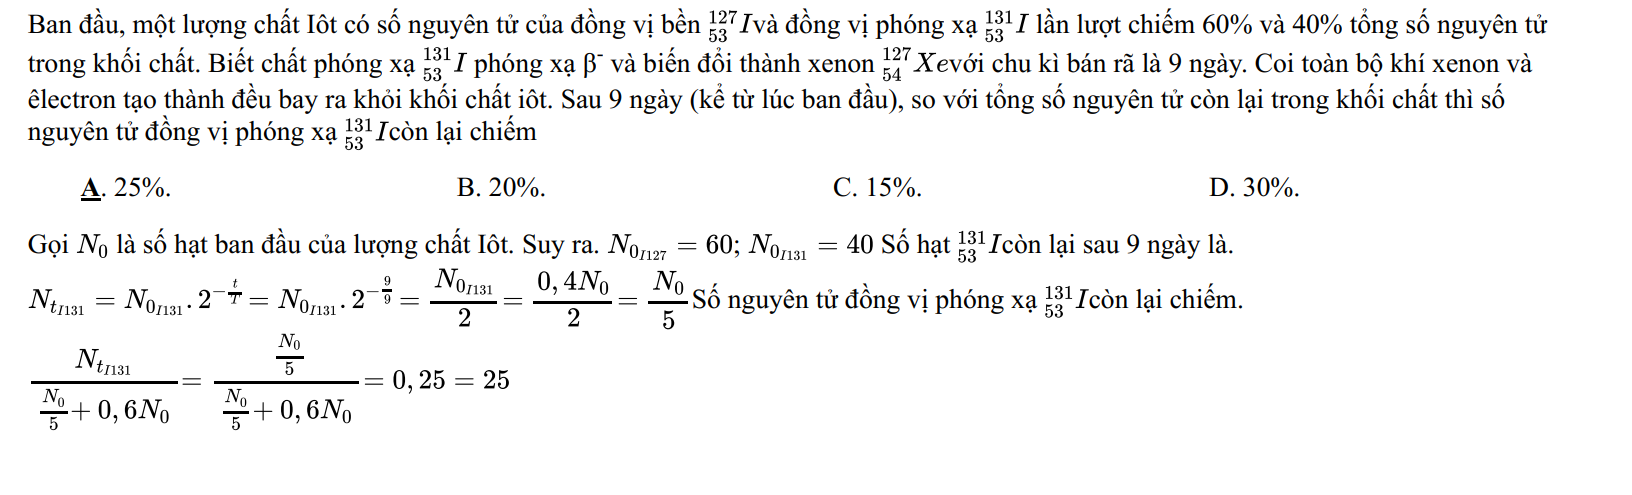 Ban đầu, một lượng chất Iôt có số nguyên tử của đồng vị bền $^{127}_{53}I$và đồng vị phóng xạ $^{131}_{53}I$ lần lượt chiếm 60% và 40% tổng số nguyên tử
trong khối chất. Biết chất phóng xạ $^{131}_{53}I$ phóng xạ β⁻ và biến đổi thành xenon $^{127}_{54}Xe$với chu kì bán rã là 9 ngày. Coi toàn bộ khí xenon và
êlectron tạo thành đều bay ra khỏi khối chất iôt. Sau 9 ngày (kể từ lúc ban đầu), so với tổng số nguyên tử còn lại trong khối chất thì số
nguyên tử đồng vị phóng xạ $^{131}_{53}I$còn lại chiếm
A. 25%. B. 20%. C. 15%. D. 30%.
Gọi $N_0$ là số hạt ban đầu của lượng chất Iôt. Suy ra. $N_{0_{I127}} = 60; N_{0_{I131}} = 40$ Số hạt $^{131}_{53}I$còn lại sau 9 ngày là.
$N_{t_{I131}} = N_{0_{I131}}.2^{-\frac{t}{T}} = N_{0_{I131}}.2^{-\frac{9}{9}} = \frac{N_{0_{I131}}}{2} = \frac{0,4N_0}{2} = \frac{N_0}{5}$ Số nguyên tử đồng vị phóng xạ $^{131}_{53}I$còn lại chiếm.
$\frac{N_{t_{I131}}}{\frac{N_0}{5} + 0,6N_0} = \frac{\frac{N_0}{5}}{\frac{N_0}{5} + 0,6N_0} = 0,25 = 25$